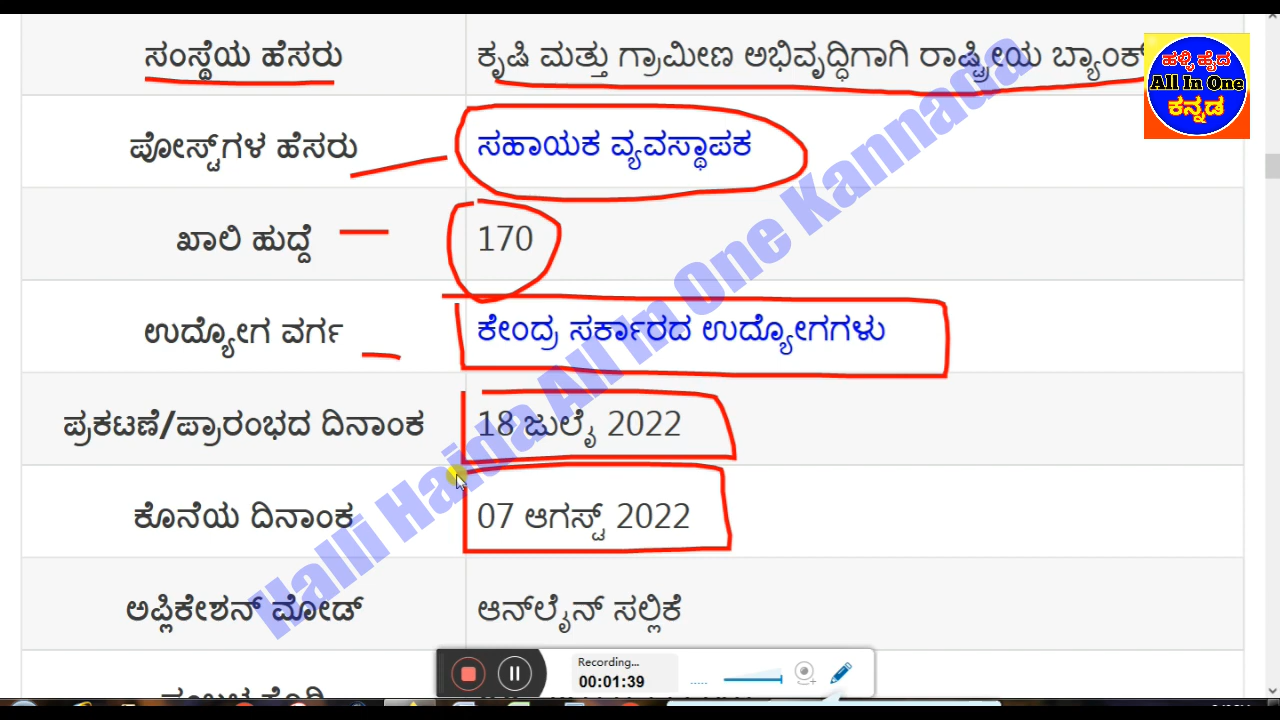 ಸಂಸ್ಥೆಯ ಹೆಸರು ಕೃಷಿ ಮತ್ತು ಗ್ರಾಮೀಣ ಅಭಿವೃದ್ಧಿಗಾಗಿ ರಾಷ್ಟ್ರೀಯ ಬ್ಯಾಂಕ್
ಹಳ್ಳಿ ಹೈದ
All In One
ಕನ್ನಡ
ಪೋಸ್ಟ್‌ಗಳ ಹೆಸರು ಸಹಾಯಕ ವ್ಯವಸ್ಥಾಪಕ
ಖಾಲಿ ಹುದ್ದೆ 170
ಉದ್ಯೋಗ ವರ್ಗ ಕೇಂದ್ರ ಸರ್ಕಾರದ ಉದ್ಯೋಗಗಳು
ಪ್ರಕಟಣೆ/ಪ್ರಾರಂಭದ ದಿನಾಂಕ 18 ಜುಲೈ 2022
ಕೊನೆಯ ದಿನಾಂಕ 07 ಆಗಸ್ಟ್ 2022
ಅಪ್ಲಿಕೇಶನ್ ಮೋಡ್ ಆನ್‌ಲೈನ್ ಸಲ್ಲಿಕೆ
Halli Haida All In One Kannada
Recording...
00:01:39